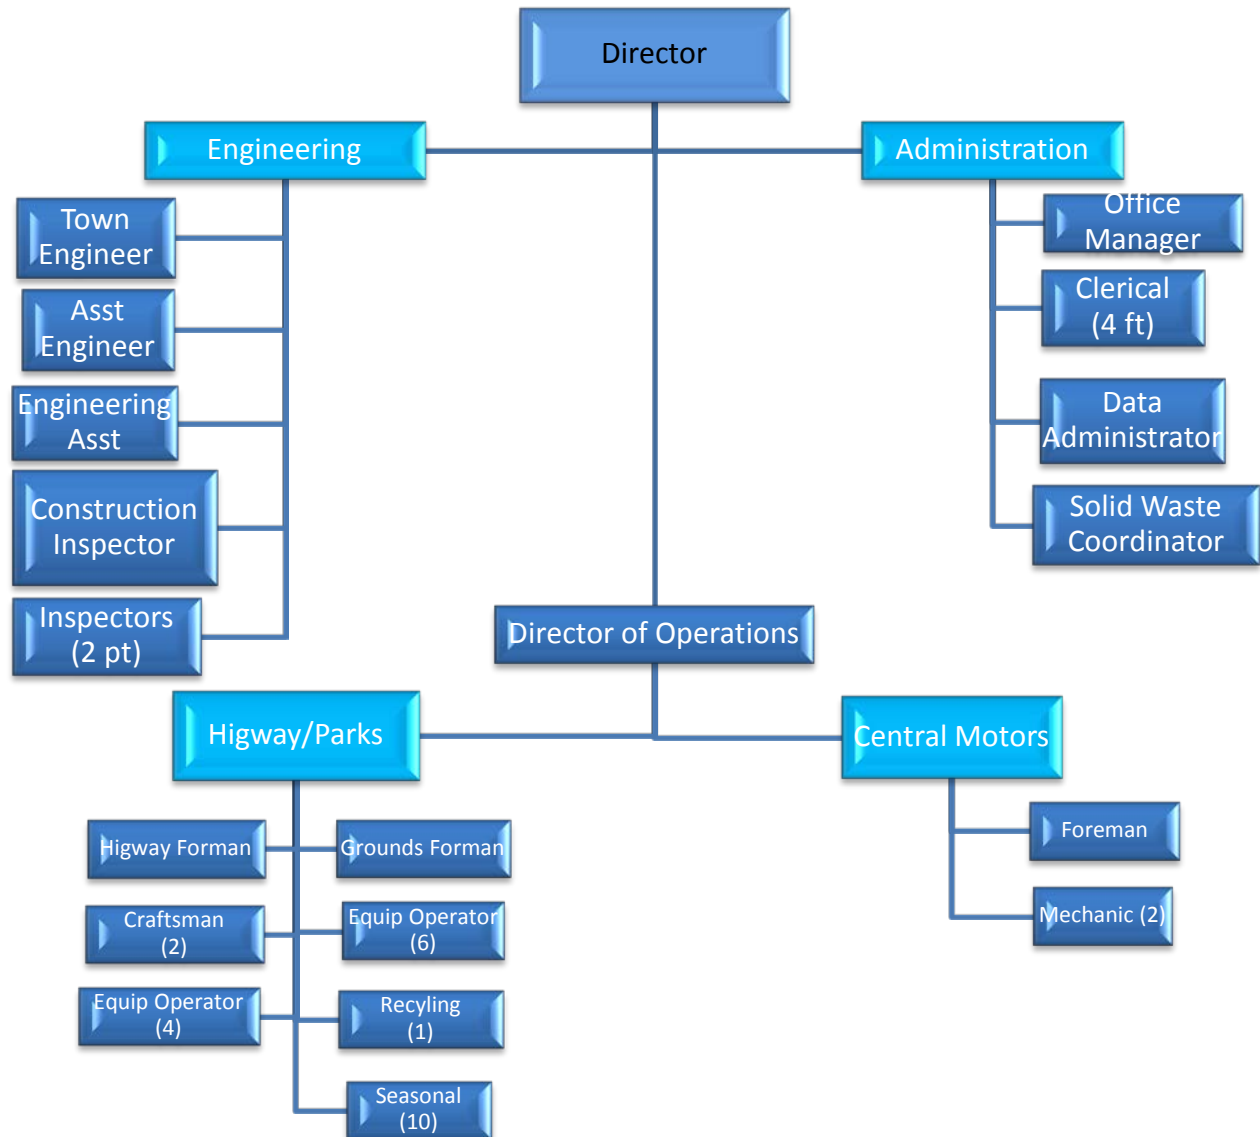 Director
Engineering
Administration
Town
Engineer
Asst
Engineer
Engineering
Asst
Construction
Inspector
Inspectors
(2 pt)
Office
Manager
Clerical
(4 ft)
Data
Administrator
Solid Waste
Coordinator
Director of Operations
Higway/Parks
Central Motors
Higway Forman
Grounds Forman
Craftsman
(2)
Equip Operator
(6)
Equip Operator
(4)
Recyling
(1)
Seasonal
(10)
Foreman
Mechanic (2)